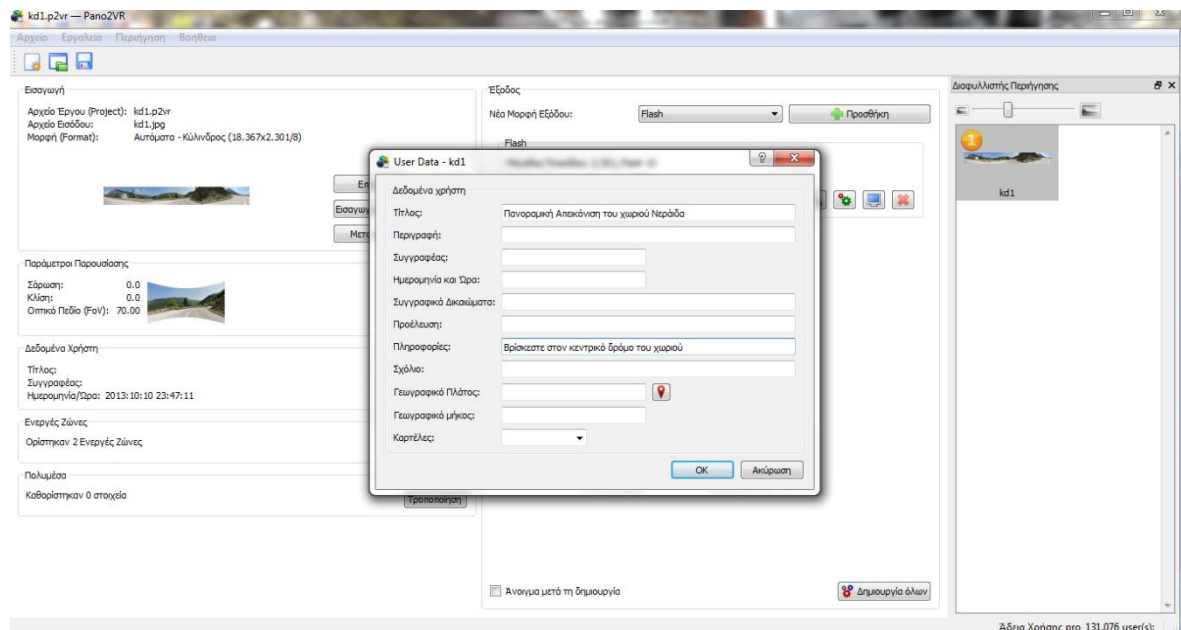 kd1.p2vr — Pano2VR
Αρχείο Εργαλεία Περιήγηση Βοήθεια
Εισαγωγή
Αρχείο Έργου (Project): kd1.p2vr
Αρχείο Εισόδου: kd1.jpg
Μορφή (Format): Αυτόματο - Κύλινδρος (18.367x2.301/8)
Επ
Εισαγωγ
Μετα
Παράμετροι Παρουσίασης
Σάρωση: 0.0
Κλίση: 0.0
Οπτικό Πεδίο (FoV): 70.00
Δεδομένα Χρήστη
Τίτλος:
Συγγραφέας:
Ημερομηνία/Ώρα: 2013:10:10 23:47:11
Ενεργές Ζώνες
Ορίστηκαν 2 Ενεργές Ζώνες
Πολυμέσα
Καθορίστηκαν 0 στοιχεία
Τροποποίηση
Έξοδος
Νέα Μορφή Εξόδου: Flash Προσθήκη
Flash
User Data - kd1
Δεδομένα χρήστη
Τίτλος: Πανοραμική Απεικόνιση του χωριού Νεράιδα
Περιγραφή:
Συγγραφέας:
Ημερομηνία και Ώρα:
Συγγραφικά Δικαιώματα:
Προέλευση:
Πληροφορίες: Βρίσκεστε στον κεντρικό δρόμο του χωριού
Σχόλιο:
Γεωγραφικό Πλάτος:
Γεωγραφικό μήκος:
Καρτέλες:
OK Ακύρωση
Άνοιγμα μετά τη δημιουργία
Δημιουργία όλων
Διαφυλλιστής Περιήγησης
1
kd1
Άδεια Χρήσης pro 131.076 user(s):